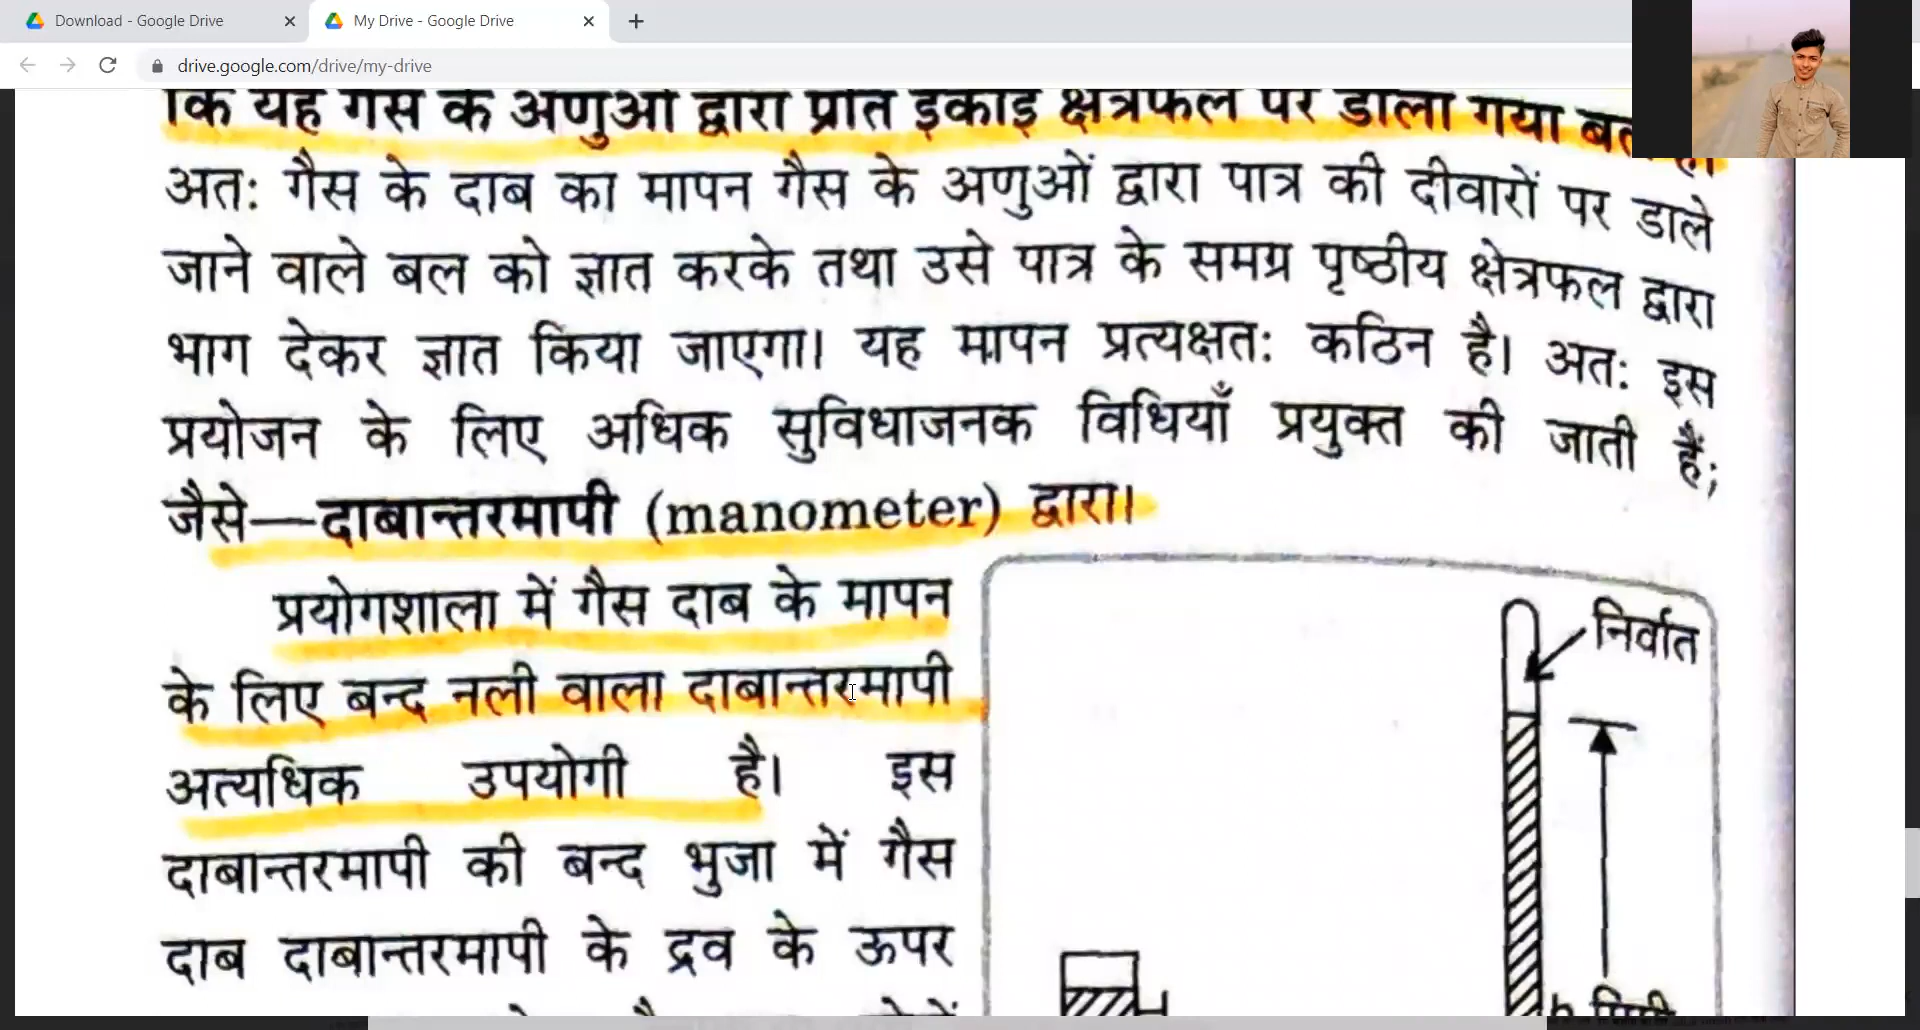 Download - Google Drive
My Drive - Google Drive
drive.google.com/drive/my-drive
कि यह गैस के अणुओं द्वारा प्रति इकाई क्षेत्रफल पर डाला गया
अत: गैस के दाब का मापन गैस के अणुओं द्वारा पात्र की दीवारों पर डाले
जाने वाले बल को ज्ञात करके तथा उसे पात्र के समग्र पृष्ठीय क्षेत्रफल द्वारा
भाग देकर ज्ञात किया जाएगा। यह मापन प्रत्यक्षत: कठिन है। अत: इस
प्रयोजन के लिए अधिक सुविधाजनक विधियाँ प्रयुक्त की जाती हैं;
जैसे—दाबान्तरमापी (manometer) द्वारा।
प्रयोगशाला में गैस दाब के मापन
के लिए बन्द नली वाला दाबान्तरमापी
अत्यधिक उपयोगी है। इस
दाबान्तरमापी की बन्द भुजा में गैस
दाब दाबान्तरमापी के द्रव के ऊपर
निर्वात